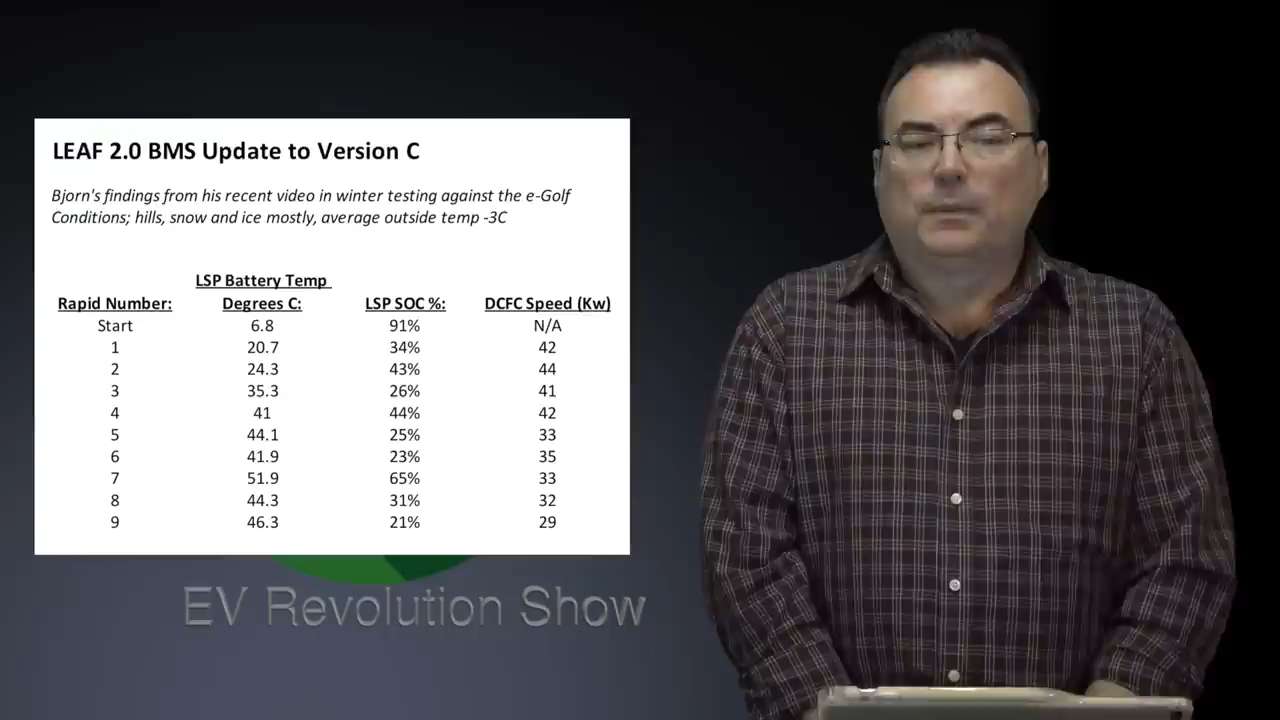 LEAF 2.0 BMS Update to Version C
Bjorn's findings from his recent video in winter testing against the e-Golf
Conditions; hills, snow and ice mostly, average outside temp -3C
LSP Battery Temp
Rapid Number: Degrees C: LSP SOC %: DCFC Speed (Kw)
Start 6.8 91% N/A
1 20.7 34% 42
2 24.3 43% 44
3 35.3 26% 41
4 41 44% 42
5 44.1 25% 33
6 41.9 23% 35
7 51.9 65% 33
8 44.3 31% 32
9 46.3 21% 29
EV Revolution Show